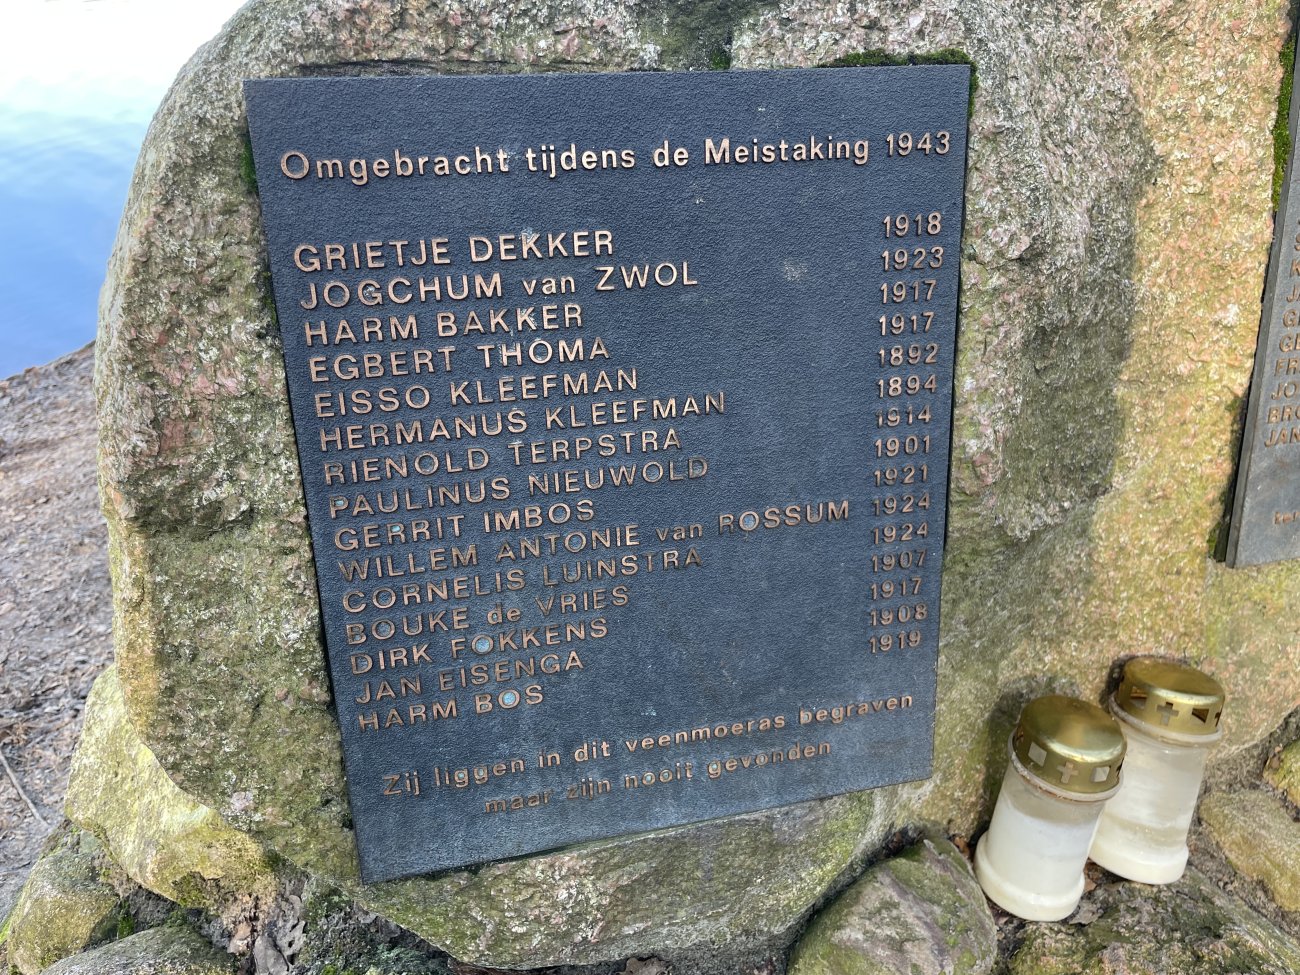 Omgebracht tijdens de Meistaking 1943
GRIETJE DEKKER 1918
JOGCHUM van ZWOL 1923
HARM BAKKER 1917
EGBERT THOMA 1917
EISSO KLEEFMAN 1892
HERMANUS KLEEFMAN 1894
RIENOLD TERPSTRA 1914
PAULINUS NIEUWOLD 1901
GERRIT IMBOS 1921
WILLEM ANTONIE van ROSSUM 1924
CORNELIS LUINSTRA 1924
BOUKE de VRIES 1907
DIRK FOKKENS 1917
JAN EISENGA 1908
HARM BOS 1919
Zij liggen in dit veenmoeras begraven
maar zijn nooit gevonden